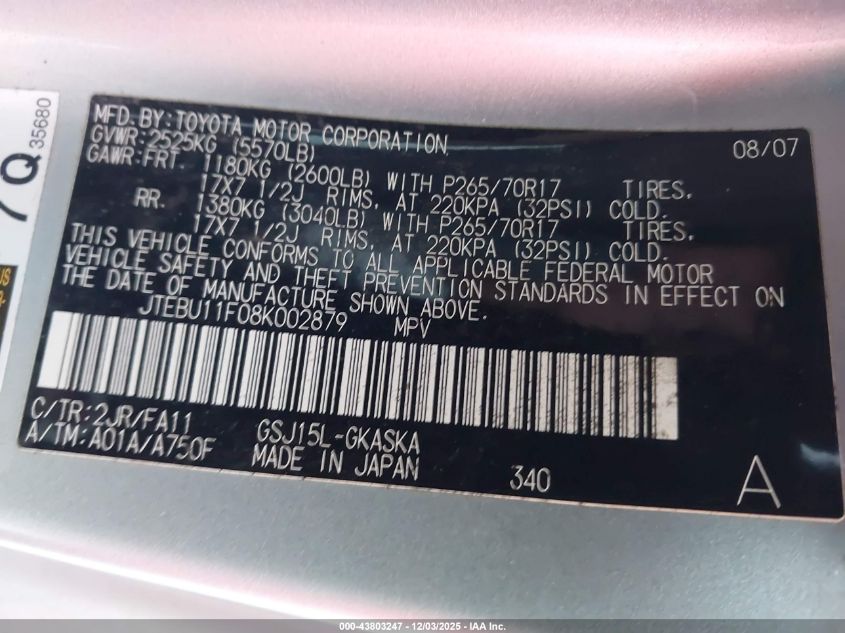 MFD.BY:TOYOTA MOTOR CORPORATION 08/07
GVWR:2525KG (5570LB)
GAWR:FRT. 1180KG (2600LB) WITH P265/70R17 TIRES,
17X7 1/2J RIMS, AT 220KPA (32PSI) COLD.
RR. 1380KG (3040LB) WITH P265/70R17 TIRES,
17X7 1/2J RIMS, AT 220KPA (32PSI) COLD.
THIS VEHICLE CONFORMS TO ALL APPLICABLE FEDERAL MOTOR
VEHICLE SAFETY AND THEFT PREVENTION STANDARDS IN EFFECT ON
THE DATE OF MANUFACTURE SHOWN ABOVE.
JTEBU11F08K002879 MPV
C/TR:2JR/FA11 GSJ15L-GKASKA
A/TM:A01A/A750F MADE IN JAPAN 340 A
7Q
35680
US
000-43803247 - 12/03/2025 - IAA Inc.